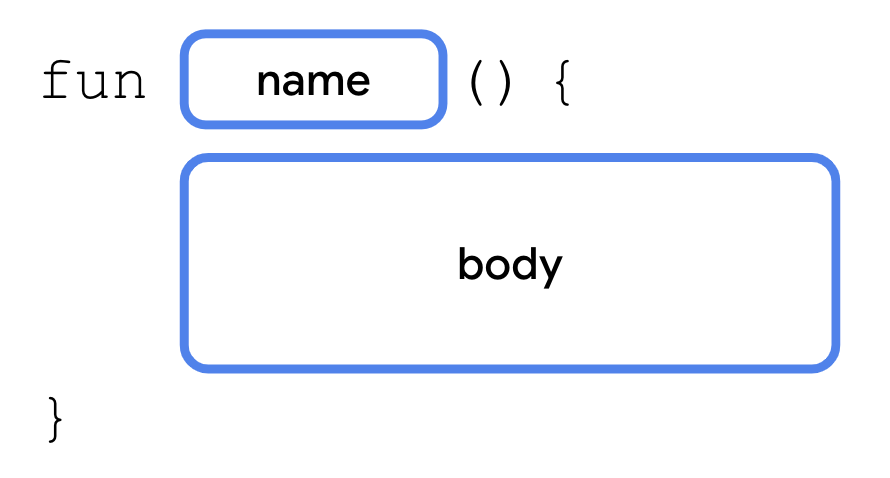 fun name () {
body
}